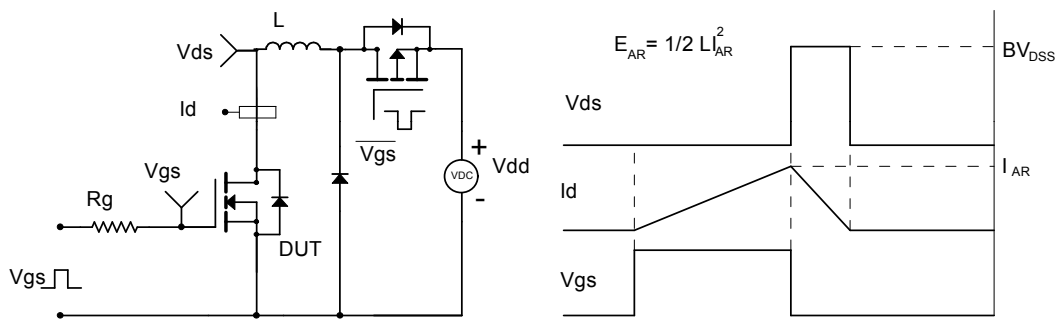 L
Vds
Id
Vgs
Vgs
Rg
DUT
Vgs
VDC
+
Vdd
-
E_AR = 1/2 LI_AR^2
Vds
BV_DSS
Id
I_AR
Vgs